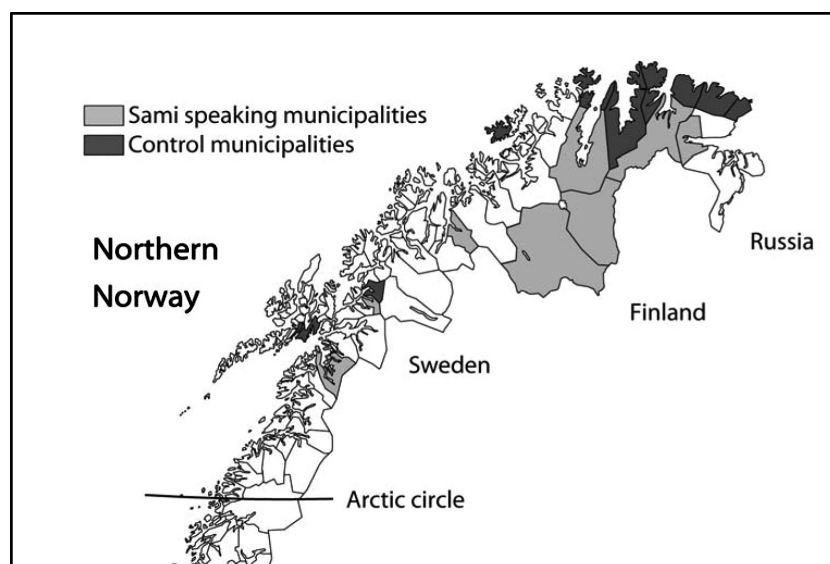 Sami speaking municipalities
Control municipalities
Northern
Norway
Russia
Finland
Sweden
Arctic circle